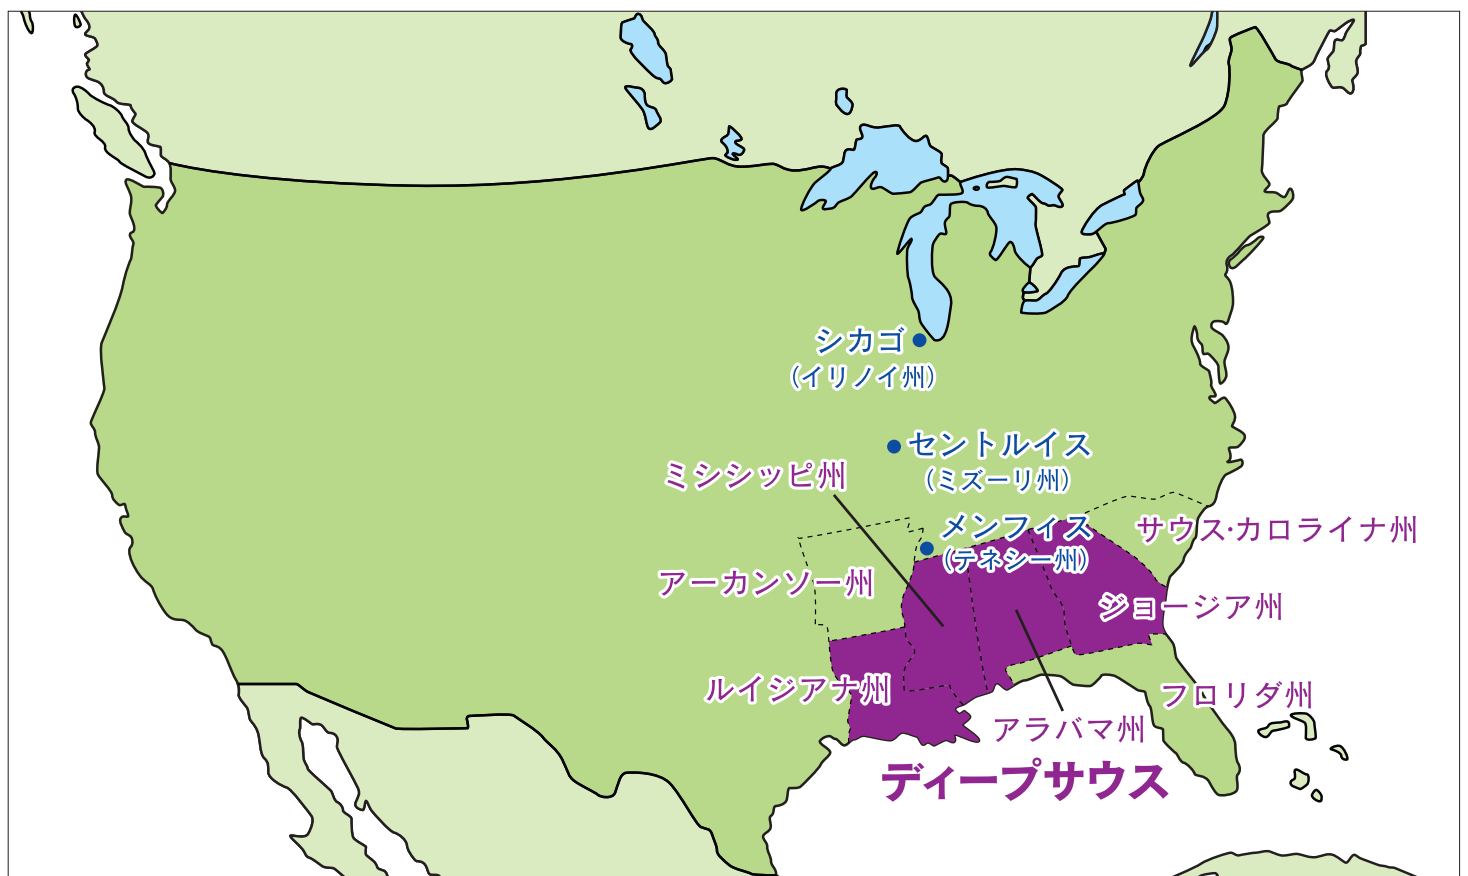 シカゴ
（イリノイ州）
セントルイス
（ミズーリ州）
ミシシッピ州
メンフィス
（テネシー州）
サウス・カロライナ州
アーカンソー州
ジョージア州
ルイジアナ州
フロリダ州
アラバマ州
ディープサウス